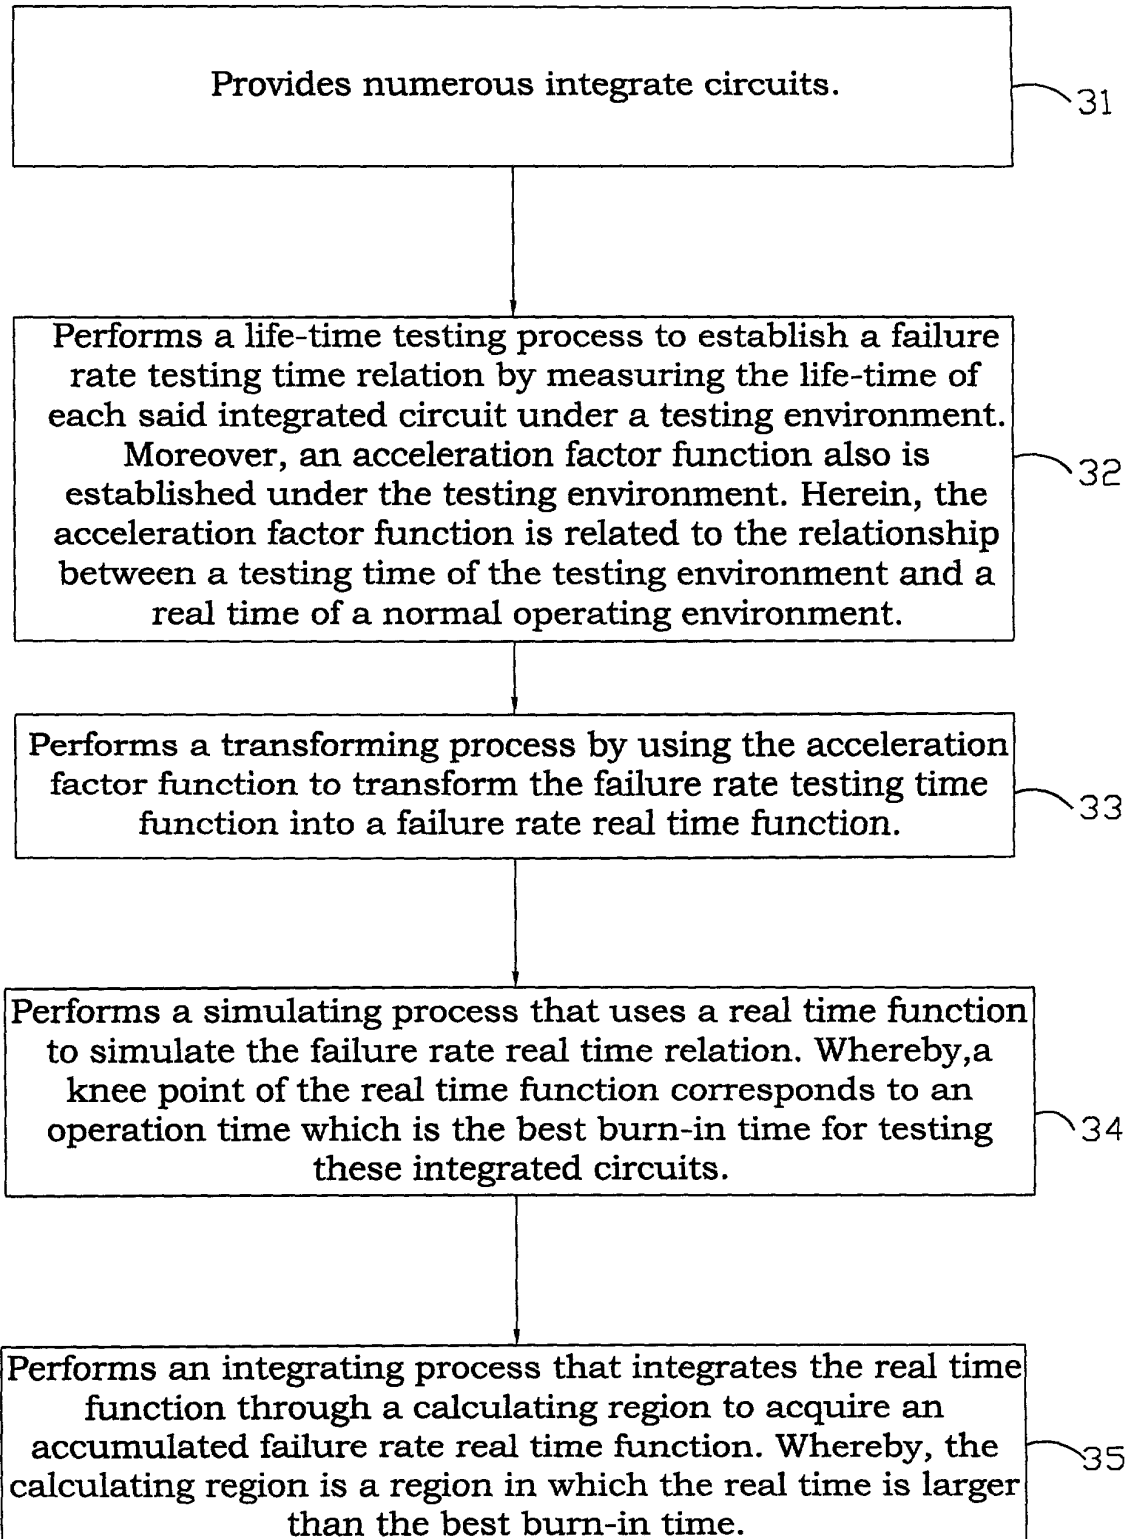 Provides numerous integrate circuits.
31
Performs a life-time testing process to establish a failure
rate testing time relation by measuring the life-time of
each said integrated circuit under a testing environment.
Moreover, an acceleration factor function also is
established under the testing environment. Herein, the
acceleration factor function is related to the relationship
between a testing time of the testing environment and a
real time of a normal operating environment.
32
Performs a transforming process by using the acceleration
factor function to transform the failure rate testing time
function into a failure rate real time function.
33
Performs a simulating process that uses a real time function
to simulate the failure rate real time relation. Whereby,a
knee point of the real time function corresponds to an
operation time which is the best burn-in time for testing
these integrated circuits.
34
Performs an integrating process that integrates the real time
function through a calculating region to acquire an
accumulated failure rate real time function. Whereby, the
calculating region is a region in which the real time is larger
than the best burn-in time.
35